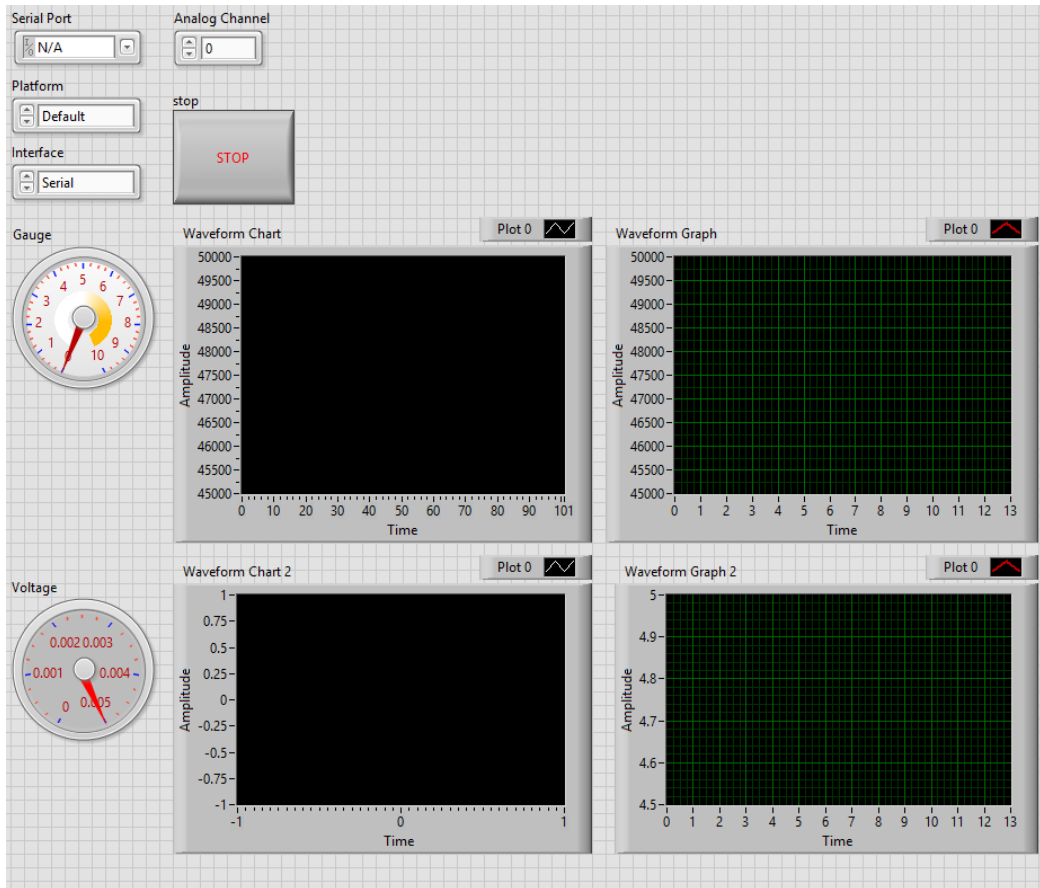 Serial Port
N/A
Analog Channel
0
Platform
Default
stop
STOP
Interface
Serial
Gauge
0 1 2 3 4 5 6 7 8 9 10
Waveform Chart
Plot 0
50000
49500
49000
48500
48000
47500
47000
46500
46000
45500
45000
Amplitude
0 10 20 30 40 50 60 70 80 90 101
Time
Waveform Graph
Plot 0
50000
49500
49000
48500
48000
47500
47000
46500
46000
45500
45000
Amplitude
0 1 2 3 4 5 6 7 8 9 10 11 12 13
Time
Voltage
0 0.001 0.002 0.003 0.004 0.005
Waveform Chart 2
Plot 0
1
0.75
0.5
0.25
0
-0.25
-0.5
-0.75
-1
Amplitude
-1 0 1
Time
Waveform Graph 2
Plot 0
5
4.9
4.8
4.7
4.6
4.5
Amplitude
0 1 2 3 4 5 6 7 8 9 10 11 12 13
Time